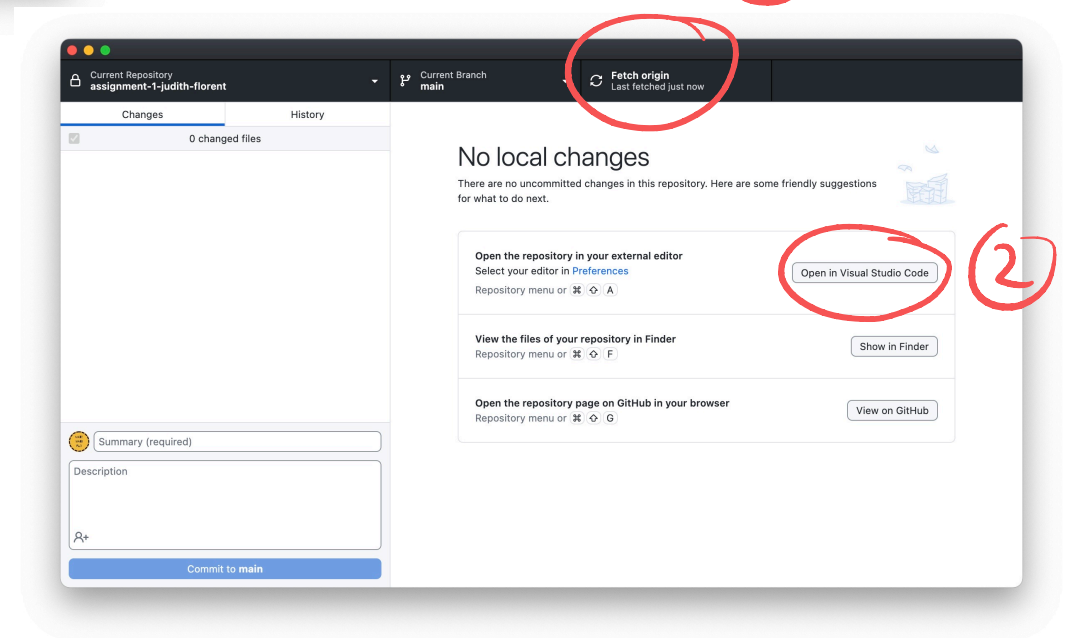 Current Repository
assignment-1-judith-florent
Current Branch
main
Fetch origin
Last fetched just now
Changes
History
0 changed files
No local changes
There are no uncommitted changes in this repository. Here are some friendly suggestions
for what to do next.
Open the repository in your external editor
Select your editor in Preferences
Repository menu or ⌘ ⇧ A
Open in Visual Studio Code
2
View the files of your repository in Finder
Repository menu or ⌘ ⇧ F
Show in Finder
Open the repository page on GitHub in your browser
Repository menu or ⌘ ⇧ G
View on GitHub
Summary (required)
Description
Commit to main